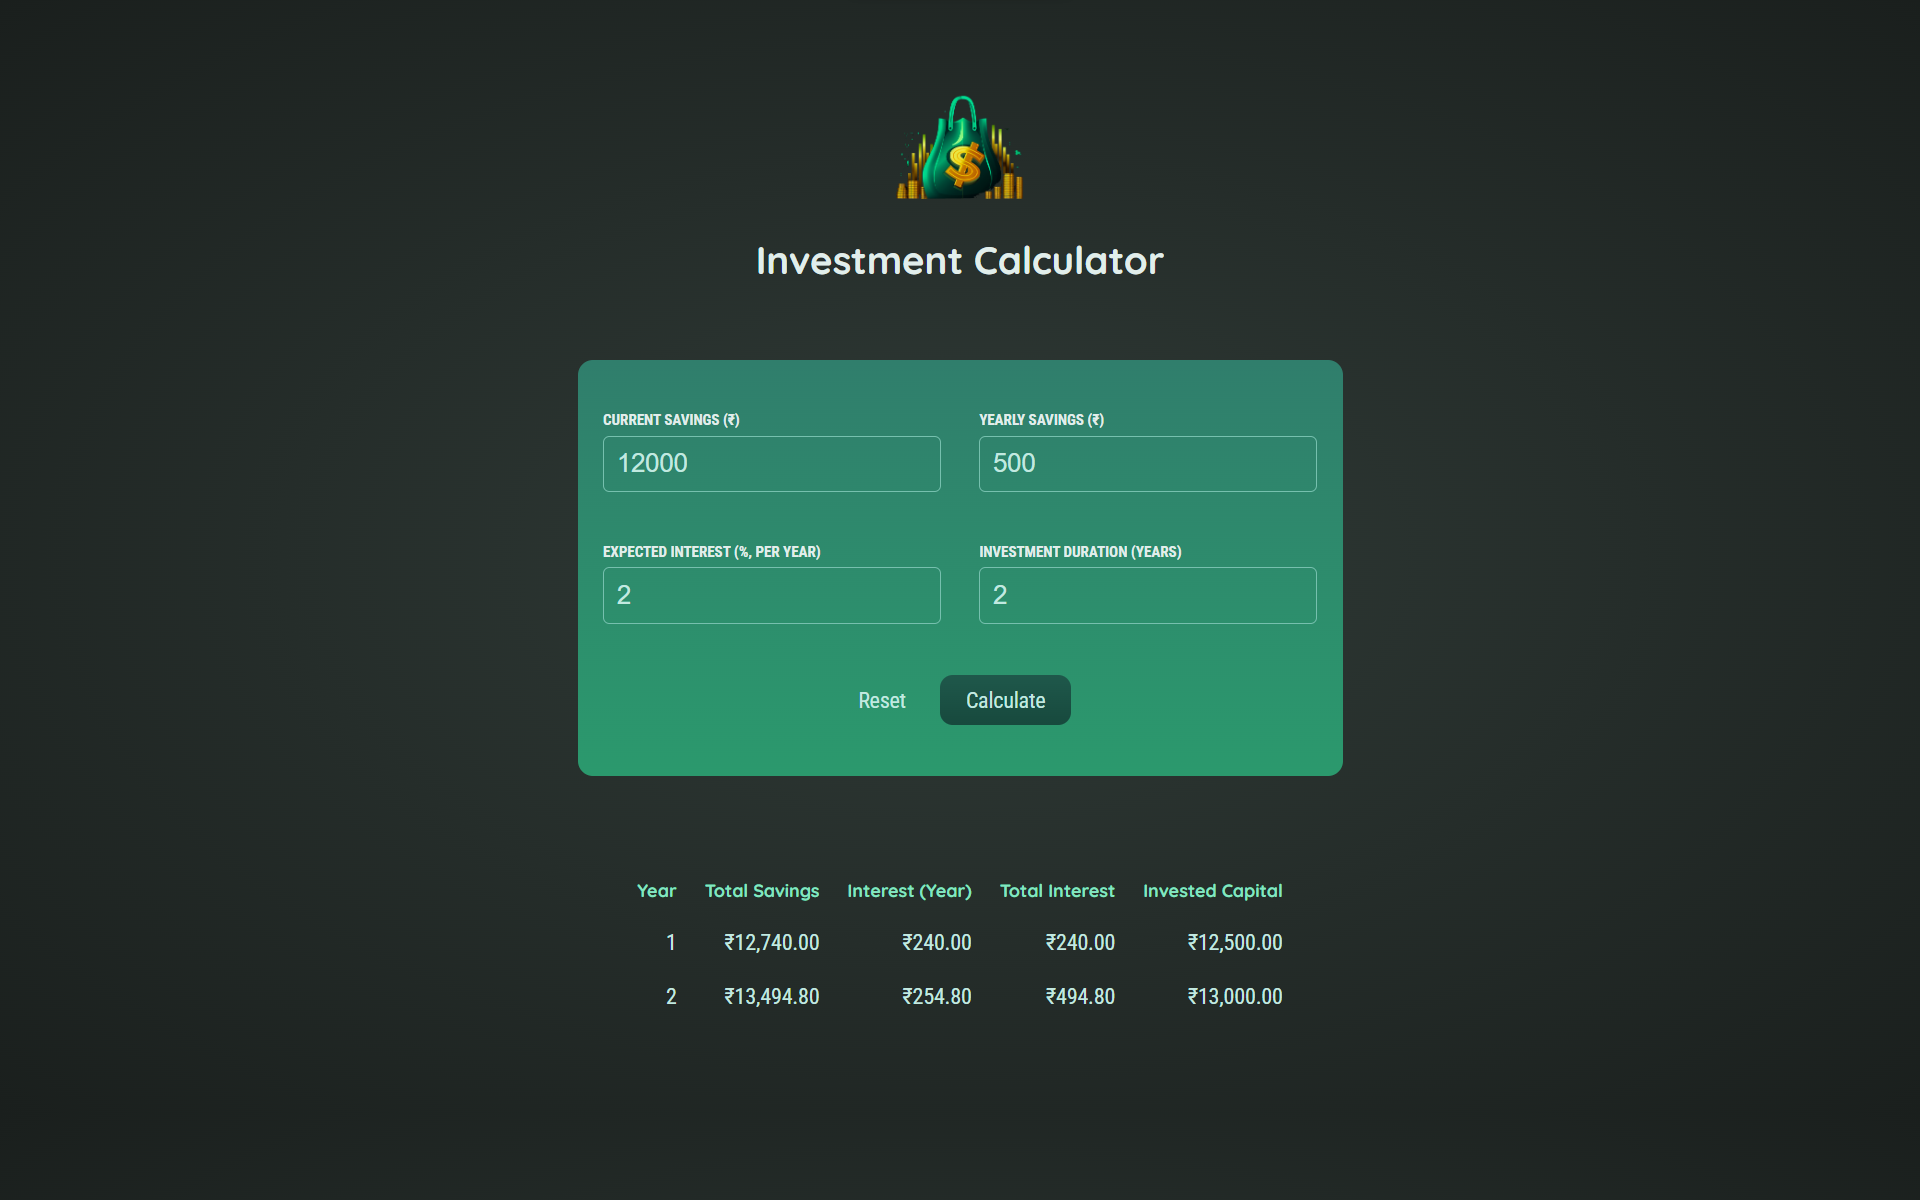 $
Investment Calculator
CURRENT SAVINGS (₹) YEARLY SAVINGS (₹)
12000 500
EXPECTED INTEREST (%, PER YEAR) INVESTMENT DURATION (YEARS)
2 2
Reset Calculate
Year Total Savings Interest (Year) Total Interest Invested Capital
1 ₹12,740.00 ₹240.00 ₹240.00 ₹12,500.00
2 ₹13,494.80 ₹254.80 ₹494.80 ₹13,000.00